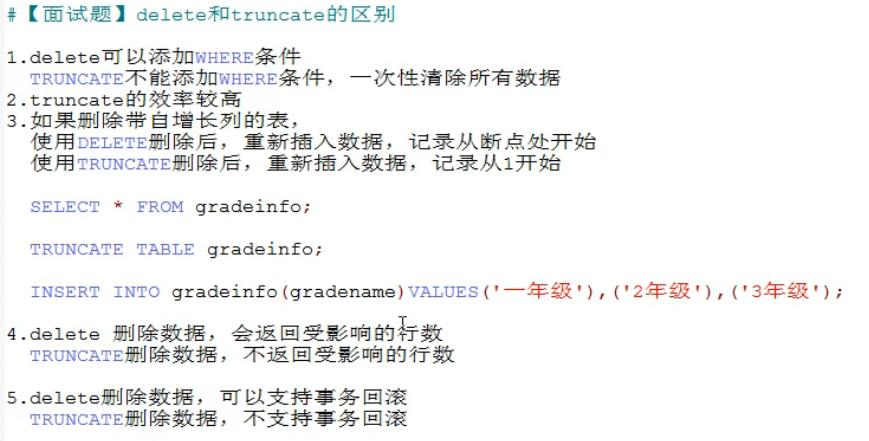 #【面试题】delete和truncate的区别
1.delete可以添加WHERE条件
TRUNCATE不能添加WHERE条件，一次性清除所有数据
2.truncate的效率较高
3.如果删除带自增长列的表，
使用DELETE删除后，重新插入数据，记录从断点处开始
使用TRUNCATE删除后，重新插入数据，记录从1开始
SELECT * FROM gradeinfo;
TRUNCATE TABLE gradeinfo;
INSERT INTO gradeinfo(gradename)VALUES('一年级'),('2年级'),('3年级');
4.delete 删除数据，会返回受影响的行数
TRUNCATE删除数据，不返回受影响的行数
5.delete删除数据，可以支持事务回滚
TRUNCATE删除数据，不支持事务回滚